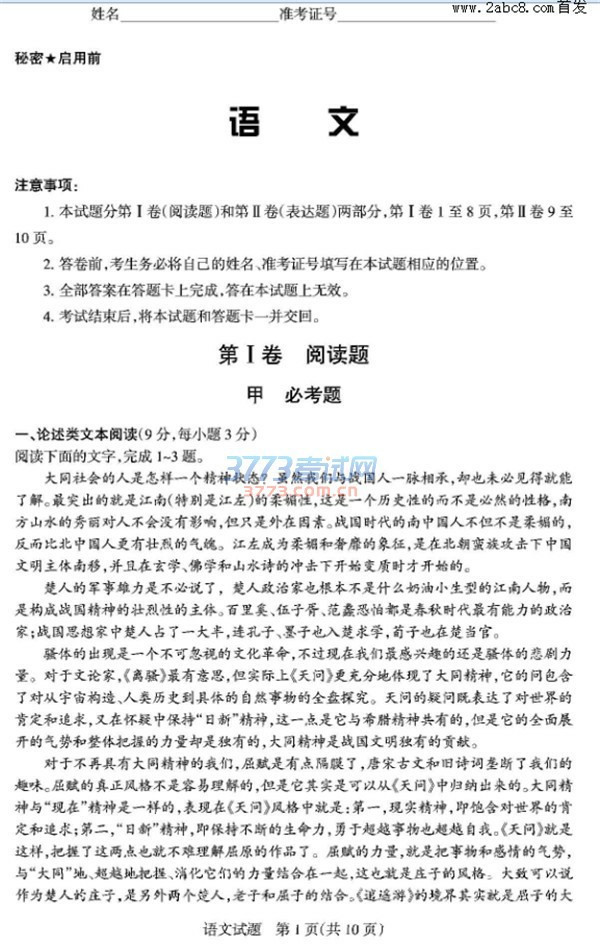 www.2abc8.com首发
姓名 准考证号
秘密★启用前
语 文
注意事项：
1. 本试题分第Ⅰ卷(阅读题)和第Ⅱ卷(表达题)两部分,第Ⅰ卷1至8页,第Ⅱ卷9至
10页。
2. 答卷前,考生务必将自己的姓名、准考证号填写在本试题相应的位置。
3. 全部答案在答题卡上完成,答在本试题上无效。
4. 考试结束后,将本试题和答题卡一并交回。
第Ⅰ卷 阅读题
甲 必考题
一、论述类文本阅读(9分,每小题3分)
阅读下面的文字,完成1~3题。
3773考试网
3773.com.cn
大同社会的人是怎样一个精神状态？虽然我们与战国人一脉相承,却也未必见得就能
了解。最突出的就是江南(特别是江左)的柔媚性,这是一个历史性的而不是必然的性格,南
方山水的秀丽对人不会没有影响,但只是外在因素。战国时代的南中国人不但不是柔媚的,
反而比北中国人更有壮烈的气魄。江左成为柔媚和奢靡的象征,是在北朝蛮族攻击下中国
文明主体南移,并且在玄学、佛学和山水诗的冲击下开始变质时才开始的。
楚人的军事雄力是不必说了，楚人政治家也根本不是什么奶油小生型的江南人物,而
是构成战国精神的壮烈性的主体。百里奚、伍子胥、范蠡恐怕都是春秋时代最有能力的政治
家;战国思想家中楚人占了一大半,连孔子、墨子也入楚求学,荀子也在楚当官。
骚体的出现是一个不可忽视的文化革命,不过现在我们最感兴趣的还是骚体的悲剧力
量。对于文论家,《离骚》最有意思,但实际上《天问》更充分地体现了大同精神,它的问包含
了对从宇宙构造、人类历史到具体的自然事物的全盘探究。天问的疑问既表达了对世界的
肯定和追求,又在怀疑中保持“日新”精神,这一点是它与希腊精神共有的,但是它的全面展
开的气势和整体把握的力量却是独有的,大同精神是战国文明独有的贡献。
对于不再具有大同精神的我们,屈赋是有点隔膜了,唐宋古文和旧诗词垄断了我们的
趣味。屈赋的真正风格不是容易理解的,但是它其实是可以从《天问》中归纳出来的。大同精
神与“现在”精神是一样的,表现在《天问》风格中就是:第一,现实精神,即饱含对世界的肯
定和追求;第二,“日新”精神,即保持不断的生命力,勇于超越事物也超越自我。《天问》就是
这样,把握了这两点也就不难理解屈原的作品了。屈赋的力量,就是把事物和感情的气势,
与“大同”地、超越地把握、消化它们的力量结合在一起,这也就是庄子的风格。大致可以说
作为楚人的庄子,是另外两个楚人,老子和屈子的结合。《逍遥游》的境界其实就是屈子的大
语文试题 第1页(共10页)